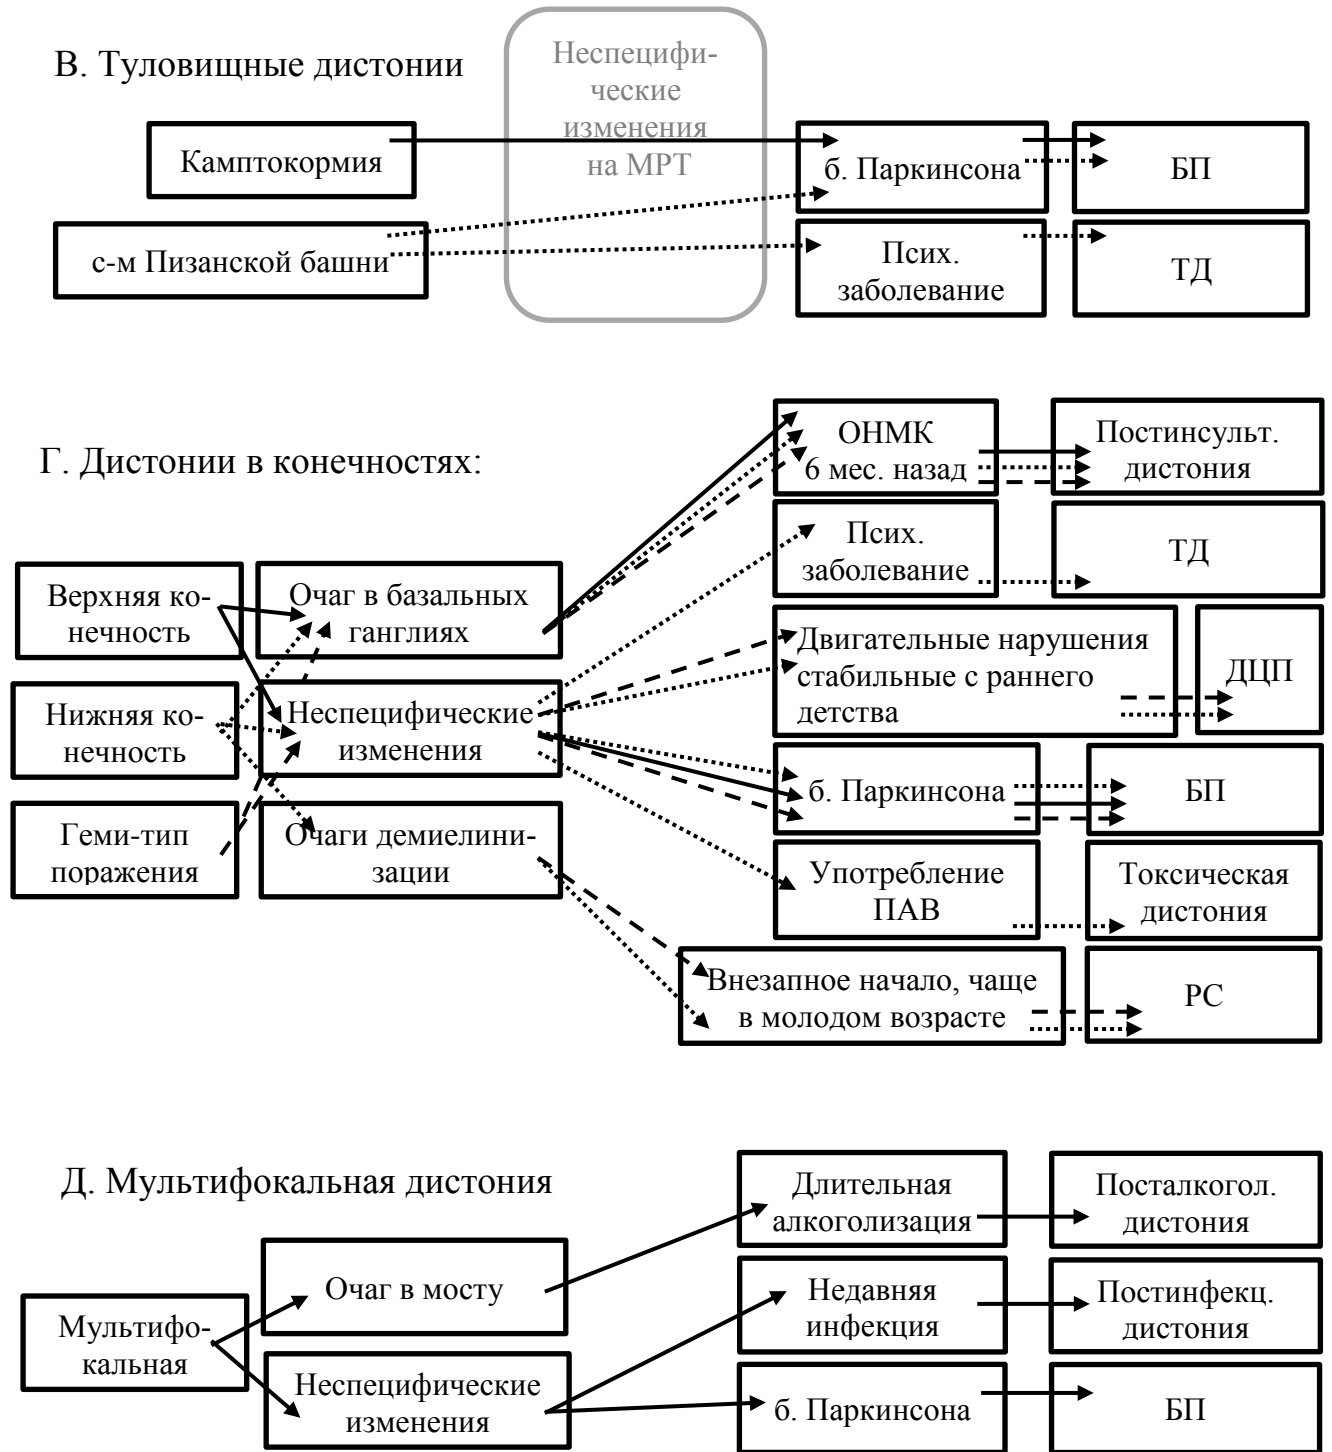 В. Туловищные дистонии
Неспецифи-
ческие
изменения
на МРТ
Камптокормия
б. Паркинсона
БП
с-м Пизанской башни
Псих.
заболевание
ТД
Г. Дистонии в конечностях:
ОНМК
6 мес. назад
Постинсульт.
дистония
Псих.
заболевание
ТД
Верхняя ко-
нечность
Очаг в базальных
ганглиях
Двигательные нарушения
стабильные с раннего
детства
ДЦП
Нижняя ко-
нечность
Неспецифические
изменения
б. Паркинсона
БП
Геми-тип
поражения
Очаги демиелини-
зации
Употребление
ПАВ
Токсическая
дистония
Внезапное начало, чаще
в молодом возрасте
РС
Д. Мультифокальная дистония
Длительная
алкоголизация
Посталкогол.
дистония
Очаг в мосту
Недавняя
инфекция
Постинфекц.
дистония
Мультифо-
кальная
Неспецифические
изменения
б. Паркинсона
БП